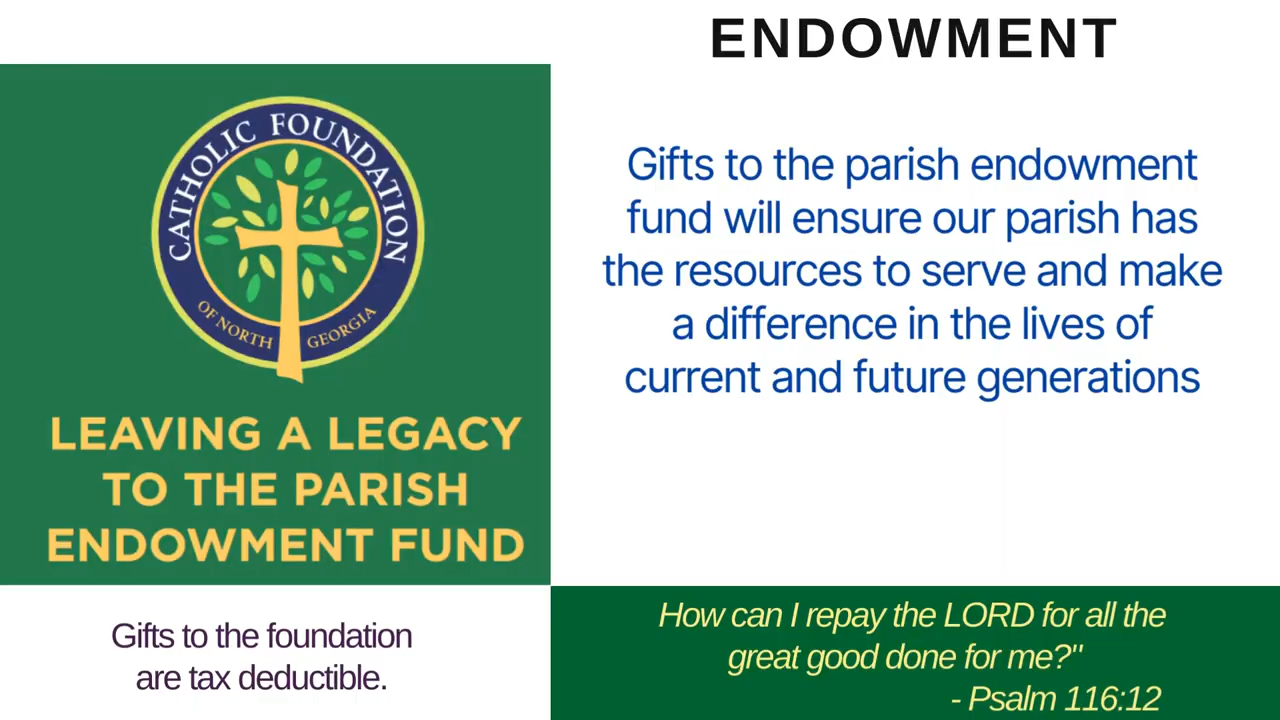 ENDOWMENT
CATHOLIC FOUNDATION
OF NORTH GEORGIA
LEAVING A LEGACY
TO THE PARISH
ENDOWMENT FUND
Gifts to the foundation
are tax deductible.
Gifts to the parish endowment
fund will ensure our parish has
the resources to serve and make
a difference in the lives of
current and future generations
How can I repay the LORD for all the
great good done for me?"
- Psalm 116:12